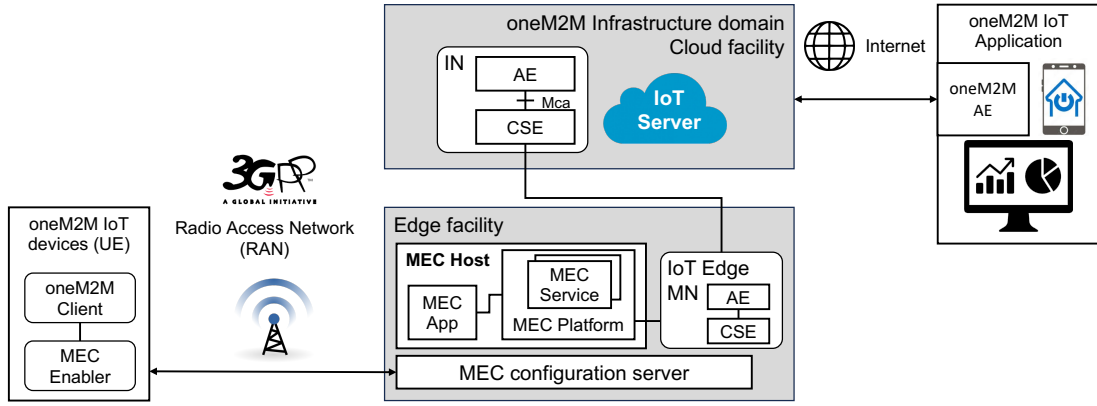 oneM2M Infrastructure domain
Cloud facility
IN
AE
Mca
CSE
IoT
Server
Internet
oneM2M IoT
Application
oneM2M
AE
3GPP
A GLOBAL INITIATIVE
Radio Access Network
(RAN)
oneM2M IoT
devices (UE)
oneM2M
Client
MEC
Enabler
Edge facility
MEC Host
MEC
App
MEC
Service
MEC Platform
IoT Edge
MN
AE
CSE
MEC configuration server